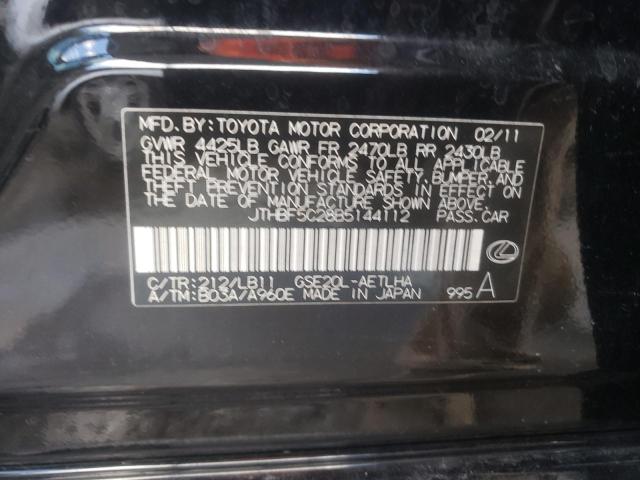 MFD. BY: TOYOTA MOTOR CORPORATION 02/11
GVWR 4425LB GAWR FR 2470LB RR 2430LB
THIS VEHICLE CONFORMS TO ALL APPLICABLE
FEDERAL MOTOR VEHICLE SAFETY, BUMPER, AND
THEFT PREVENTION STANDARDS IN EFFECT ON
THE DATE OF MANUFACTURE SHOWN ABOVE.
JTHBF5C28B5144112 PASS. CAR
C/TR: 212/LB11 GSE20L-AETLHA
A/TM: B03A/A960E MADE IN JAPAN 995 A